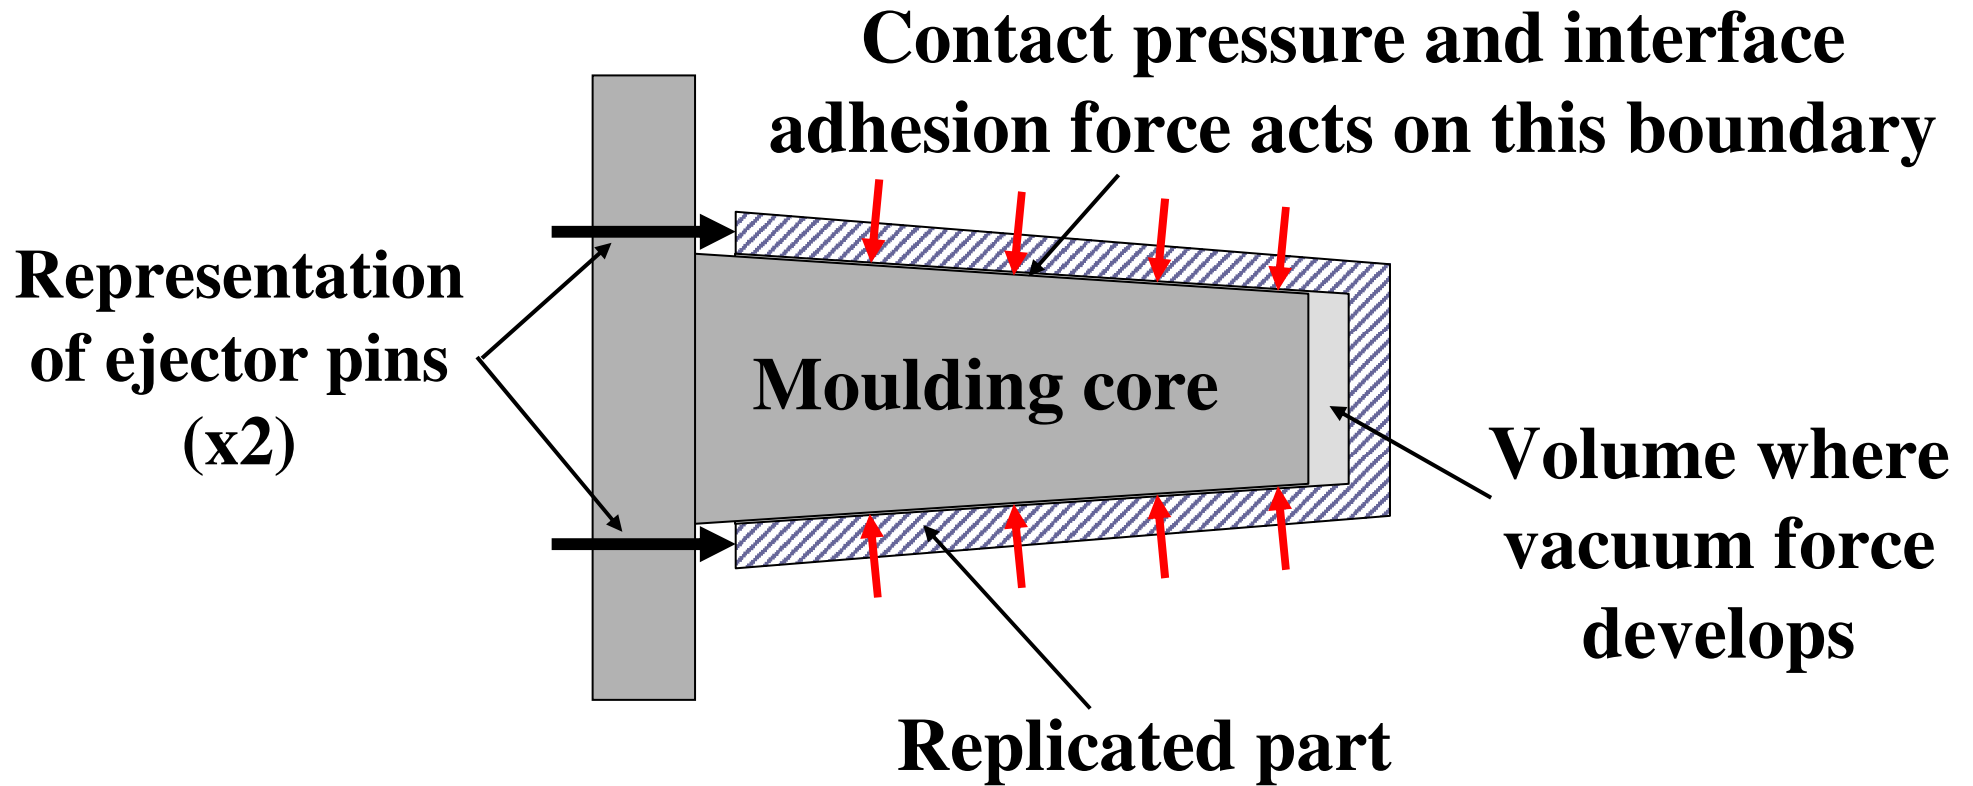 Contact pressure and interface
adhesion force acts on this boundary
Representation
of ejector pins
(x2)
Moulding core
Volume where
vacuum force
develops
Replicated part